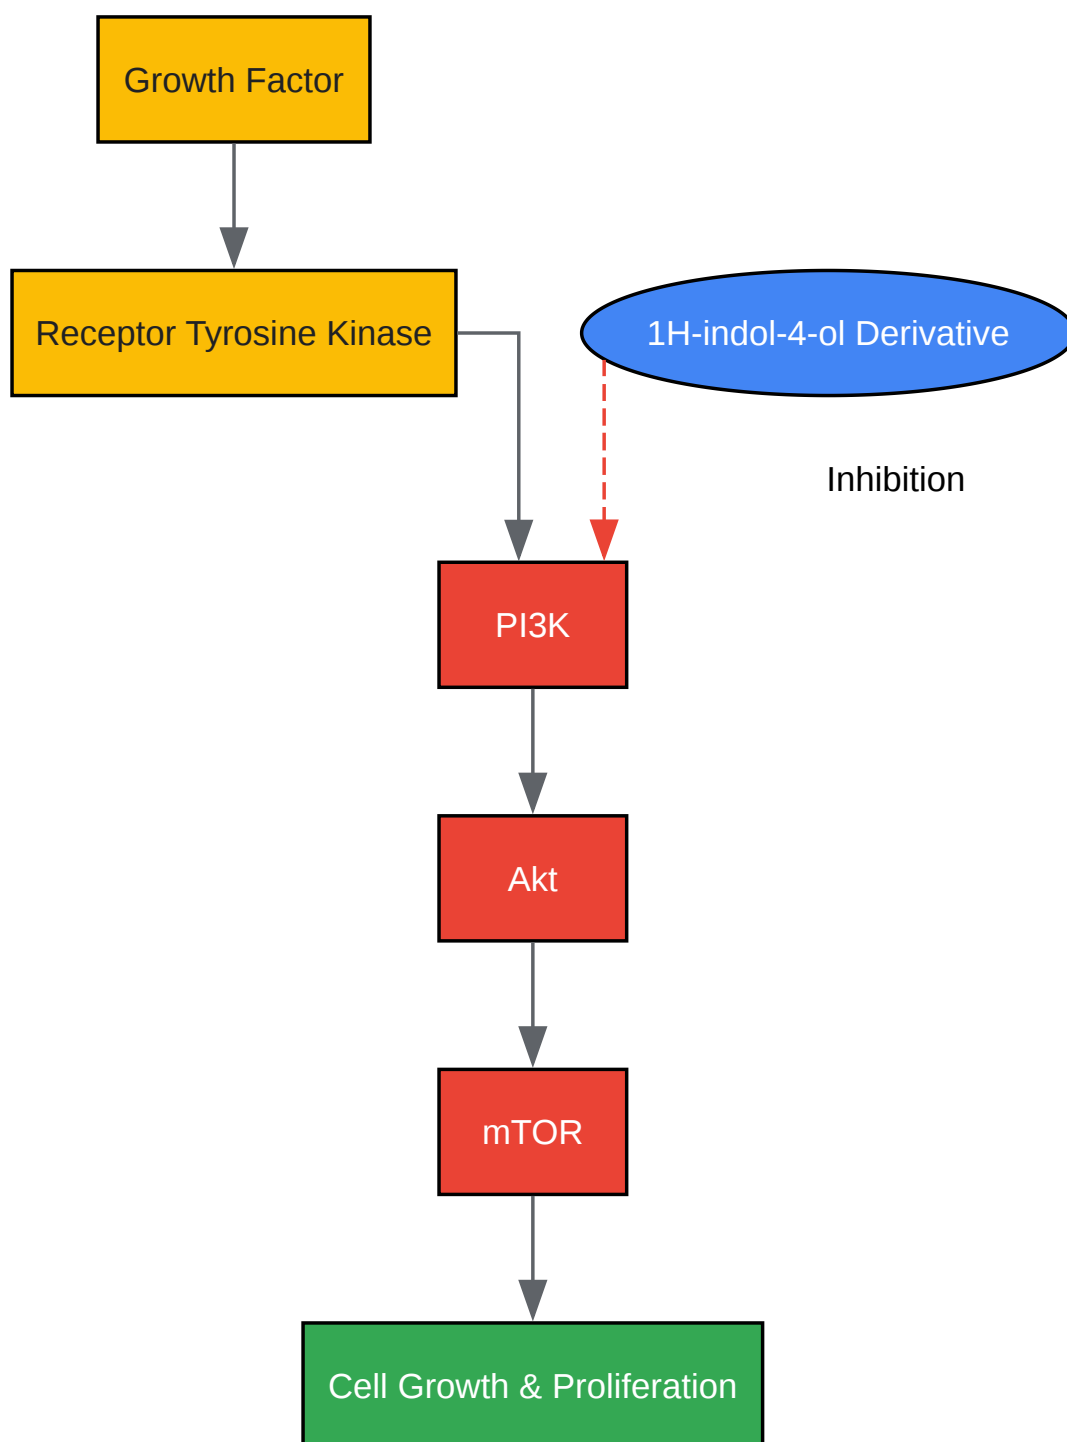 Growth Factor
Receptor Tyrosine Kinase
1H-indol-4-ol Derivative
Inhibition
PI3K
Akt
mTOR
Cell Growth & Proliferation